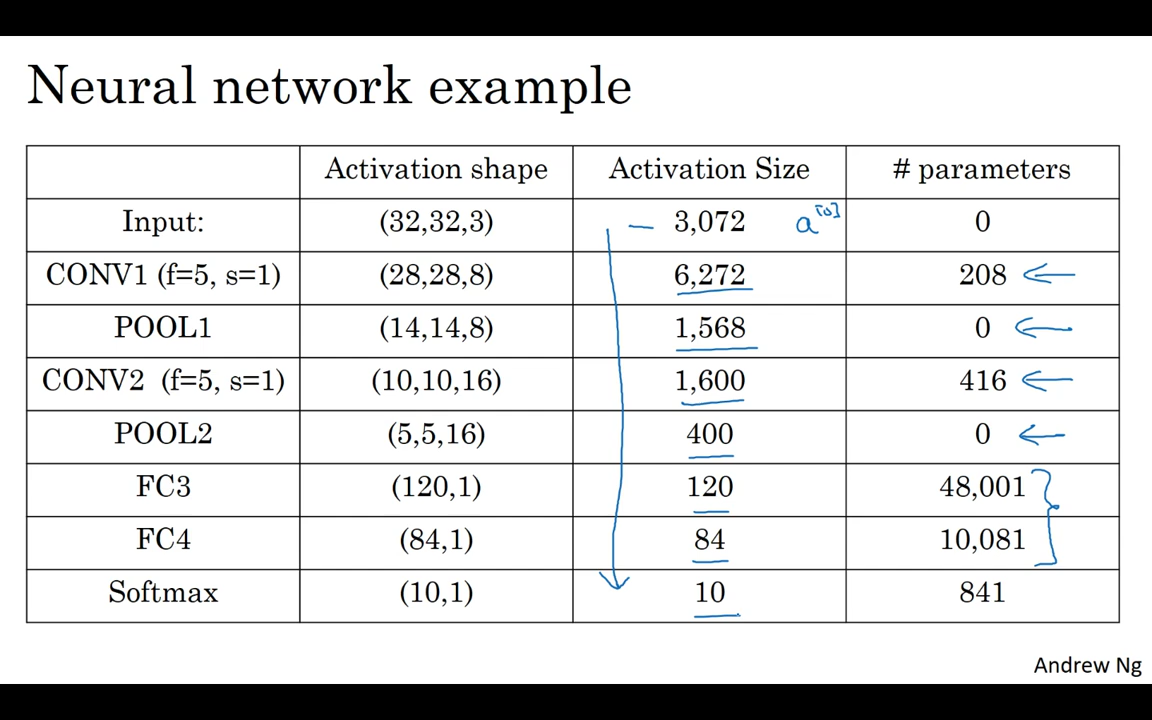 Neural network example
Activation shape Activation Size # parameters
Input: (32,32,3) 3,072 a[0] 0
CONV1 (f=5, s=1) (28,28,8) 6,272 208
POOL1 (14,14,8) 1,568 0
CONV2 (f=5, s=1) (10,10,16) 1,600 416
POOL2 (5,5,16) 400 0
FC3 (120,1) 120 48,001
FC4 (84,1) 84 10,081
Softmax (10,1) 10 841
Andrew Ng